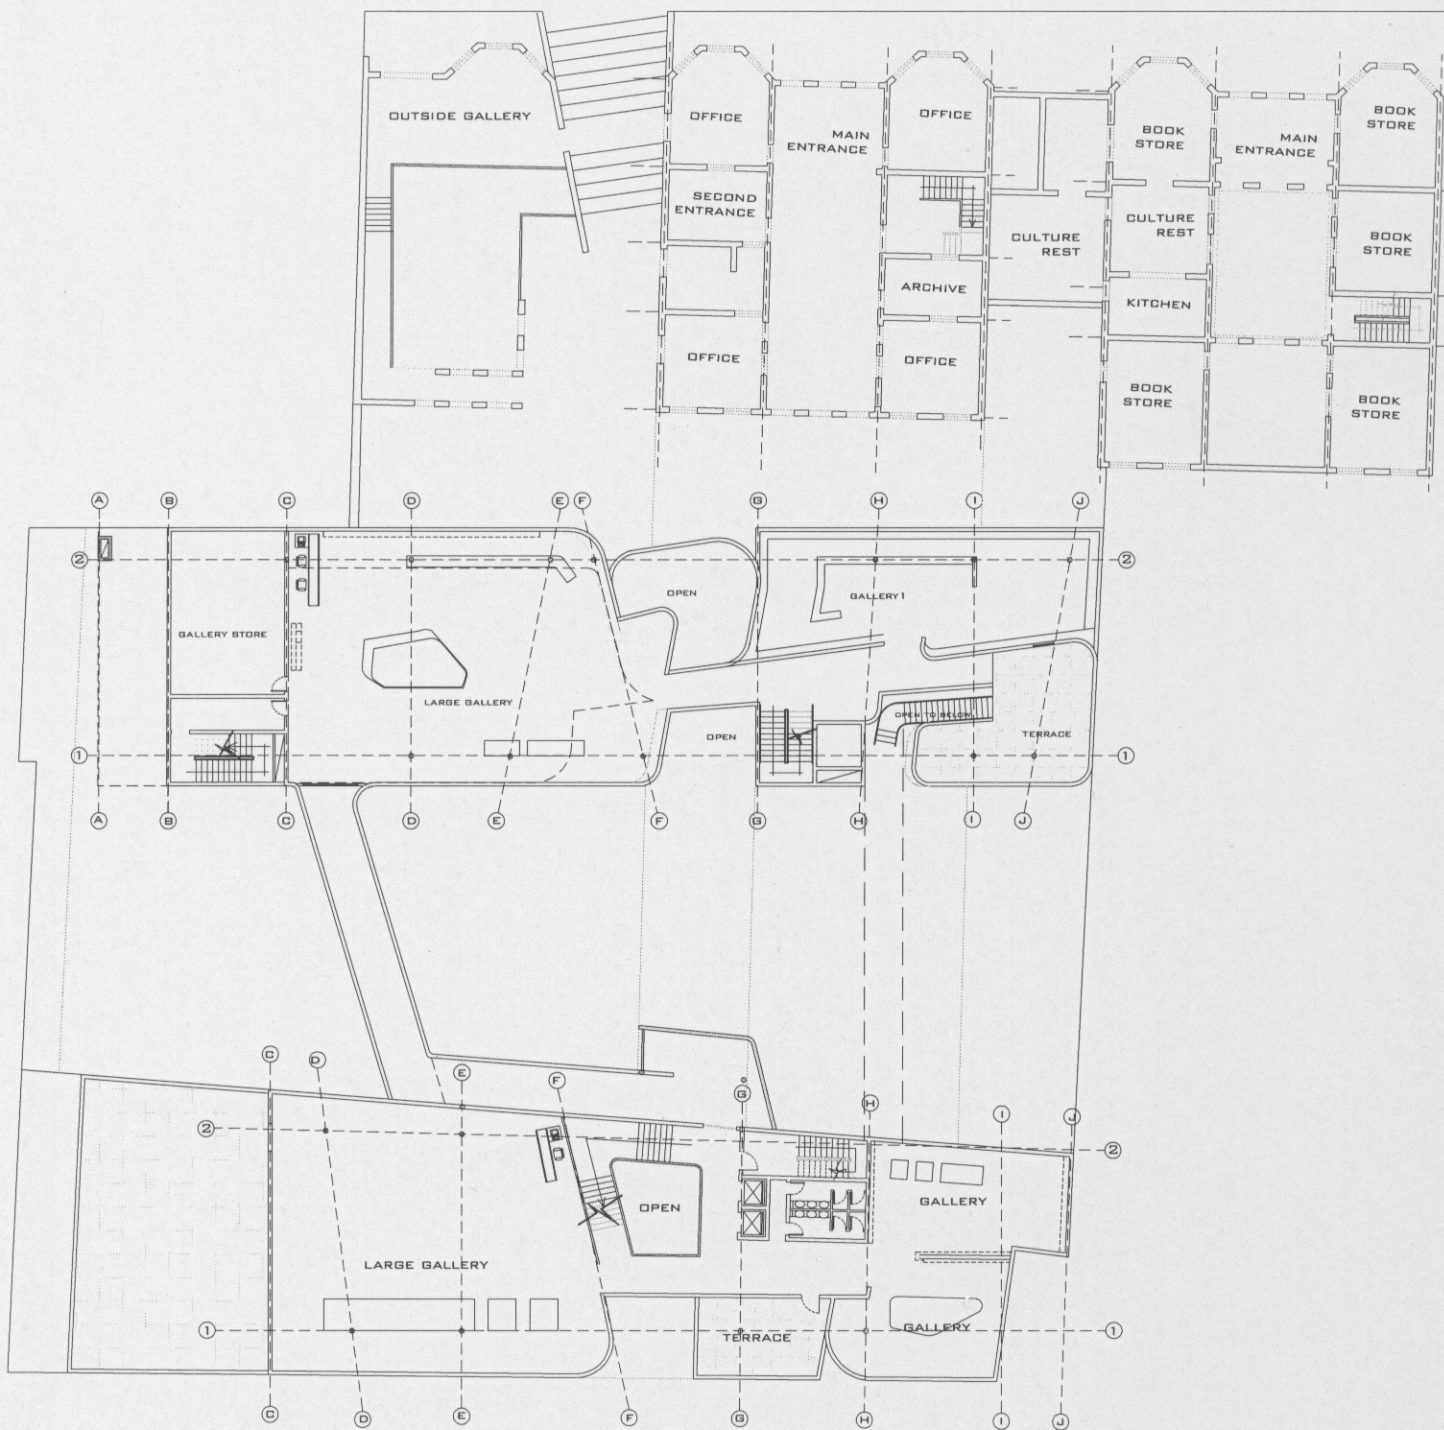 OUTSIDE GALLERY
OFFICE
MAIN
ENTRANCE
OFFICE
BOOK
STORE
MAIN
ENTRANCE
BOOK
STORE
SECOND
ENTRANCE
CULTURE
REST
CULTURE
REST
BOOK
STORE
ARCHIVE
KITCHEN
OFFICE
OFFICE
BOOK
STORE
BOOK
STORE
A B C D E F G H I J
2 2
OPEN
GALLERY 1
GALLERY STORE
LARGE GALLERY
OPEN
OPEN TO BELOW
TERRACE
1 1
A B C D E F G H I J
C D E F G H I J
2 2
OPEN
GALLERY
LARGE GALLERY
1 1
TERRACE
GALLERY
C D E F G H I J